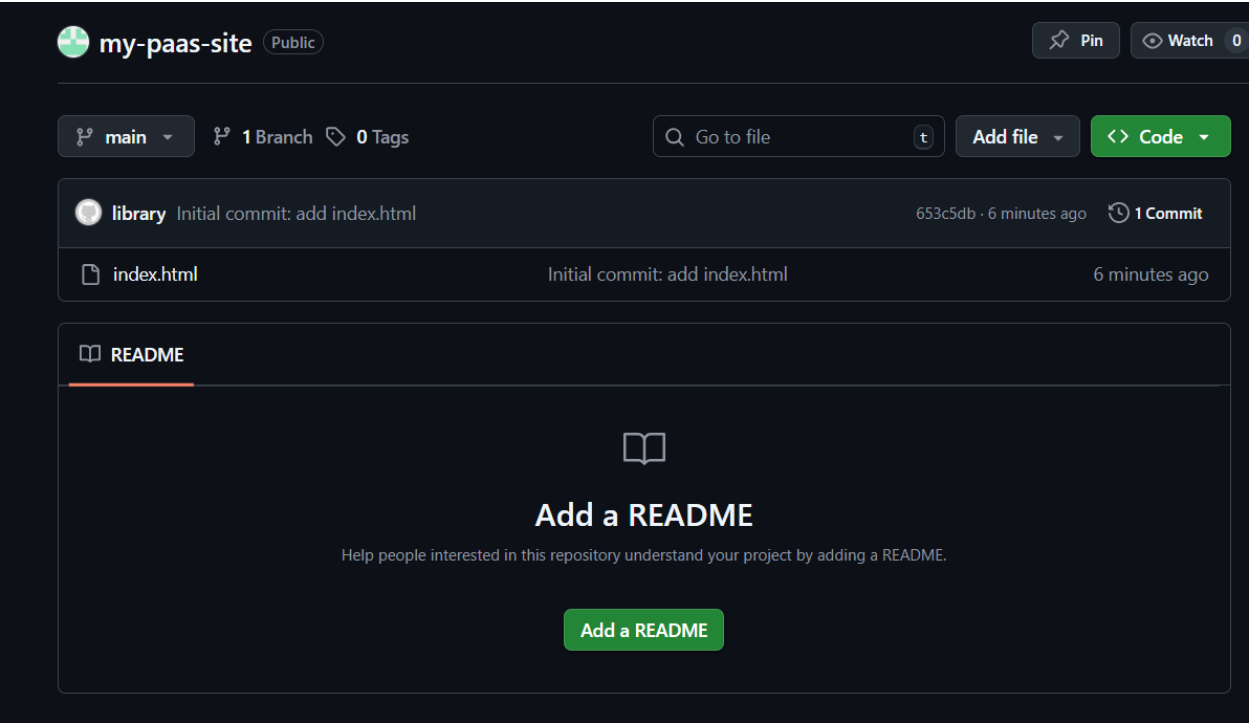 my-paas-site Public Pin Watch 0
main 1 Branch 0 Tags Go to file t Add file Code
library Initial commit: add index.html 653c5db · 6 minutes ago 1 Commit
index.html Initial commit: add index.html 6 minutes ago
README
Add a README
Help people interested in this repository understand your project by adding a README.
Add a README